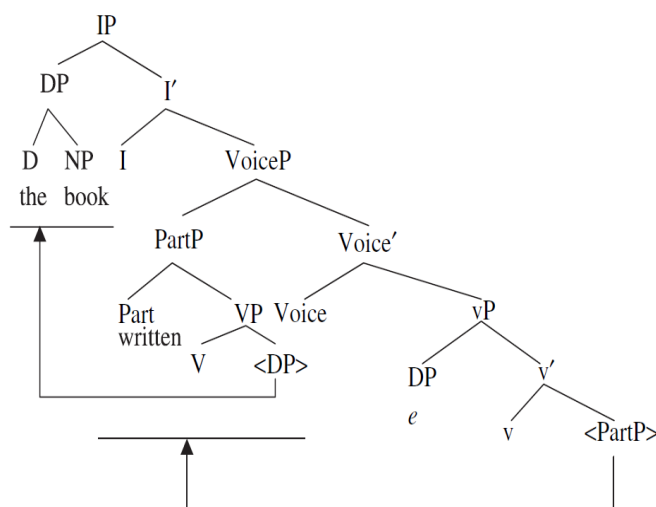 IP
DP I′
D NP I VoiceP
the book
PartP Voice′
Part VP Voice vP
written
V <DP> DP v′
e v <PartP>